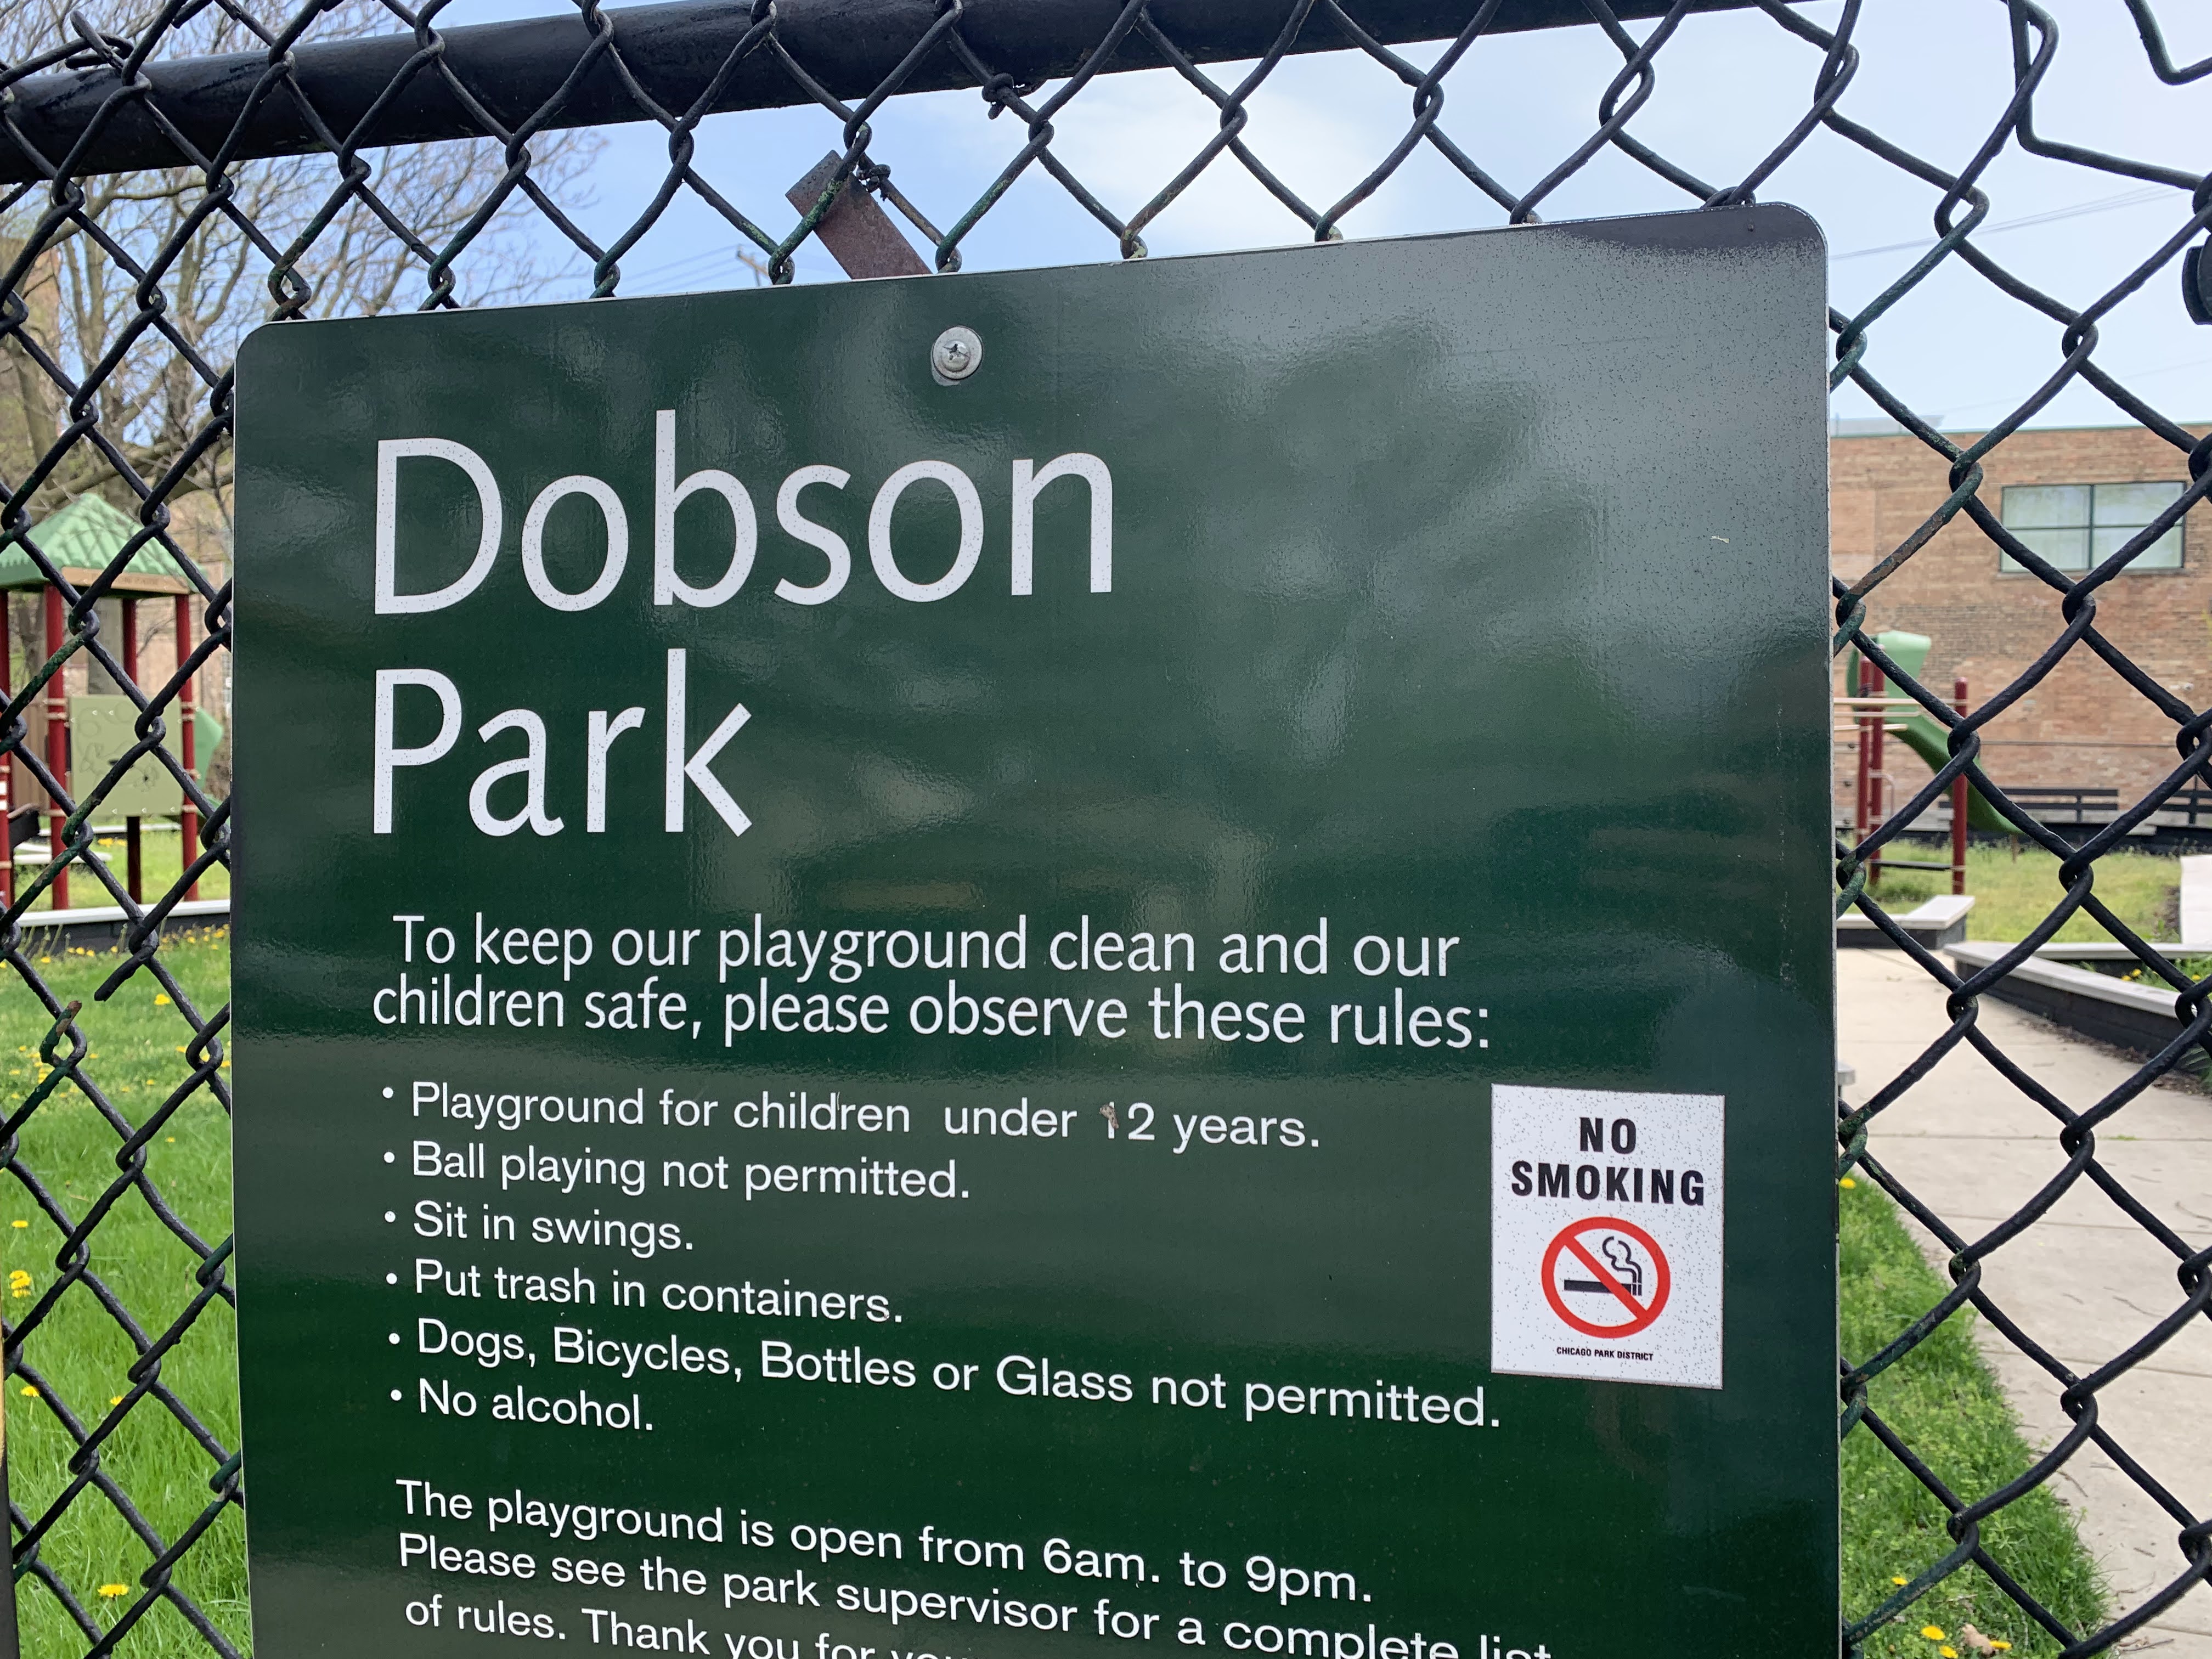 Dobson
Park
To keep our playground clean and our
children safe, please observe these rules:
• Playground for children under 12 years.
• Ball playing not permitted.
• Sit in swings.
• Put trash in containers.
• Dogs, Bicycles, Bottles or Glass not permitted.
• No alcohol.
NO
SMOKING
CHICAGO PARK DISTRICT
The playground is open from 6am. to 9pm.
Please see the park supervisor for a complete list
of rules. Thank you for